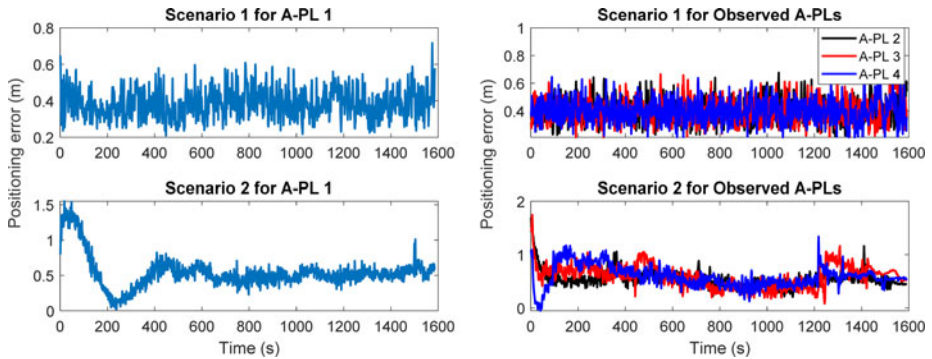 Scenario 1 for A-PL 1
0.8
0.6
0.4
0.2
0 200 400 600 800 1000 1200 1400 1600
Scenario 1 for Observed A-PLs
1
0.8
0.6
0.4
A-PL 2
A-PL 3
A-PL 4
0 200 400 600 800 1000 1200 1400 1600
Positioning error (m)
Positioning error (m)
Scenario 2 for A-PL 1
1.5
1
0.5
0
0 200 400 600 800 1000 1200 1400 1600
Time (s)
Scenario 2 for Observed A-PLs
2
1
0
0 200 400 600 800 1000 1200 1400 1600
Time (s)